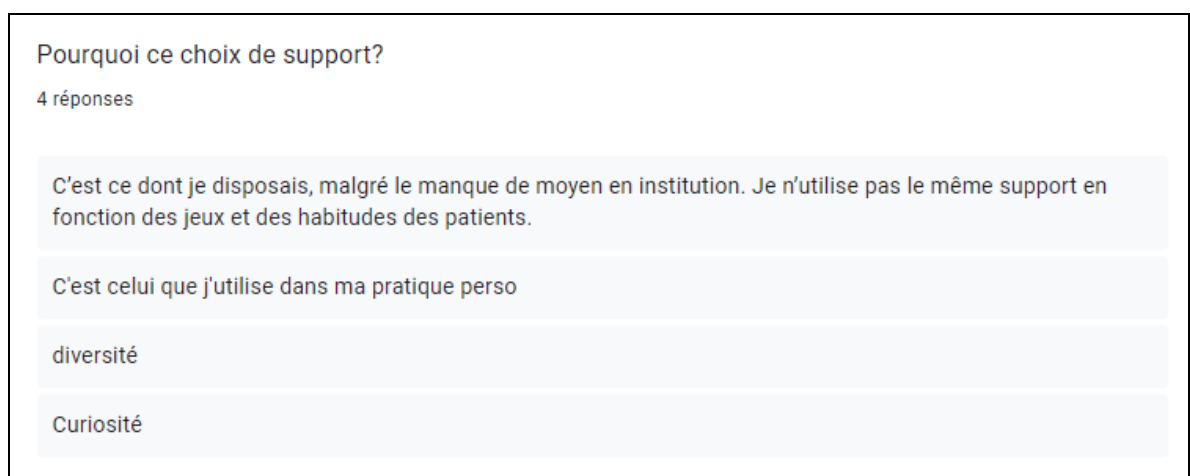 Pourquoi ce choix de support?
4 réponses
C’est ce dont je disposais, malgré le manque de moyen en institution. Je n’utilise pas le même support en
fonction des jeux et des habitudes des patients.
C'est celui que j'utilise dans ma pratique perso
diversité
Curiosité